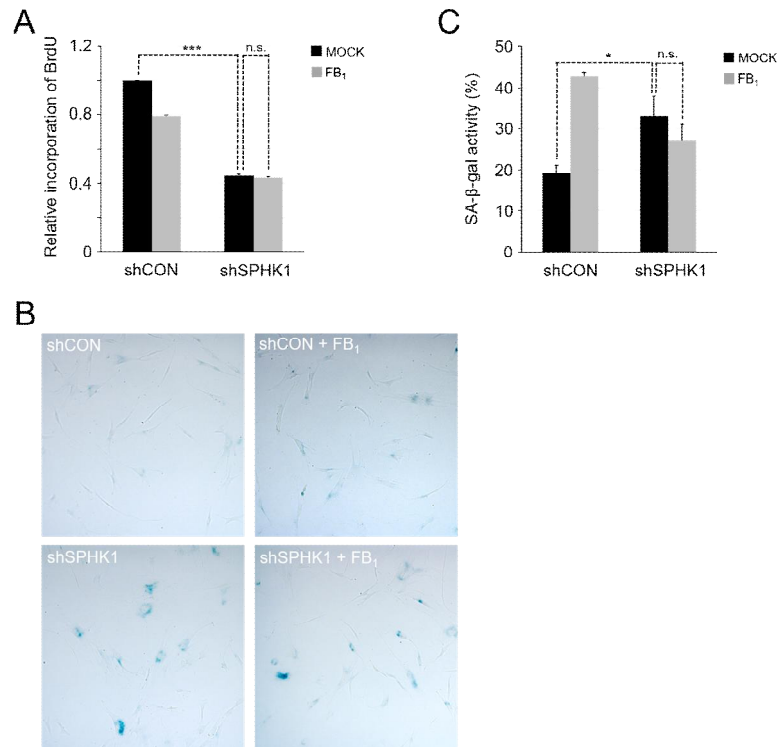 A
Relative incorporation of BrdU
1.2
0.8
0.4
0
***
n.s.
MOCK
FB₁
shCON
shSPHK1
C
SA-β-gal activity (%)
50
40
30
20
10
0
*
n.s.
MOCK
FB₁
shCON
shSPHK1
B
shCON
shCON + FB₁
shSPHK1
shSPHK1 + FB₁